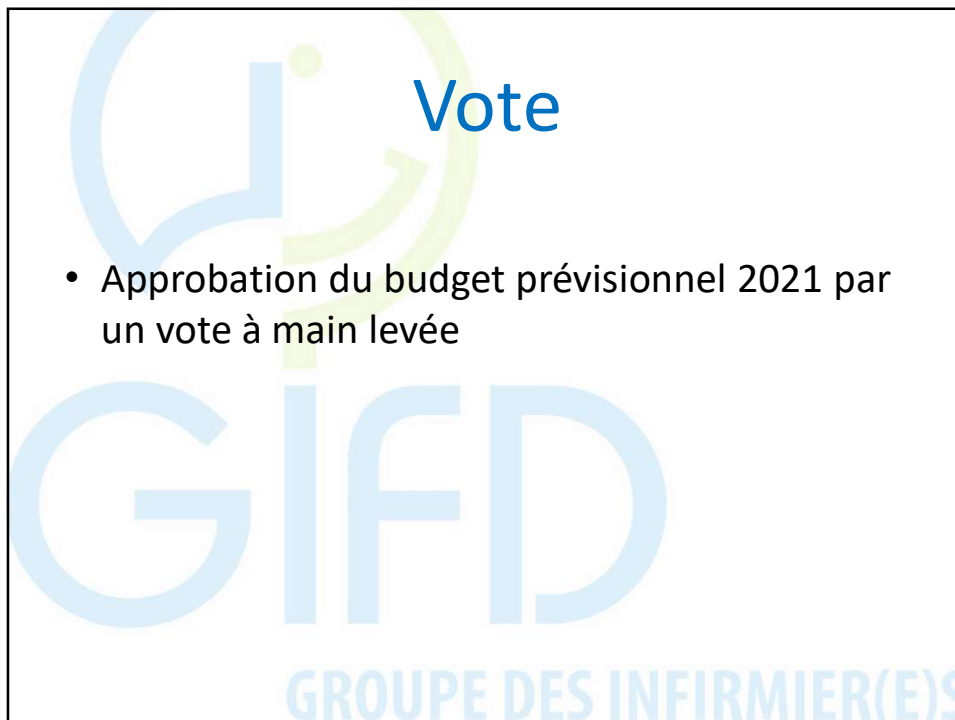 Vote
• Approbation du budget prévisionnel 2021 par
un vote à main levée
GIFD
GROUPE DES INFIRMIER(E)S